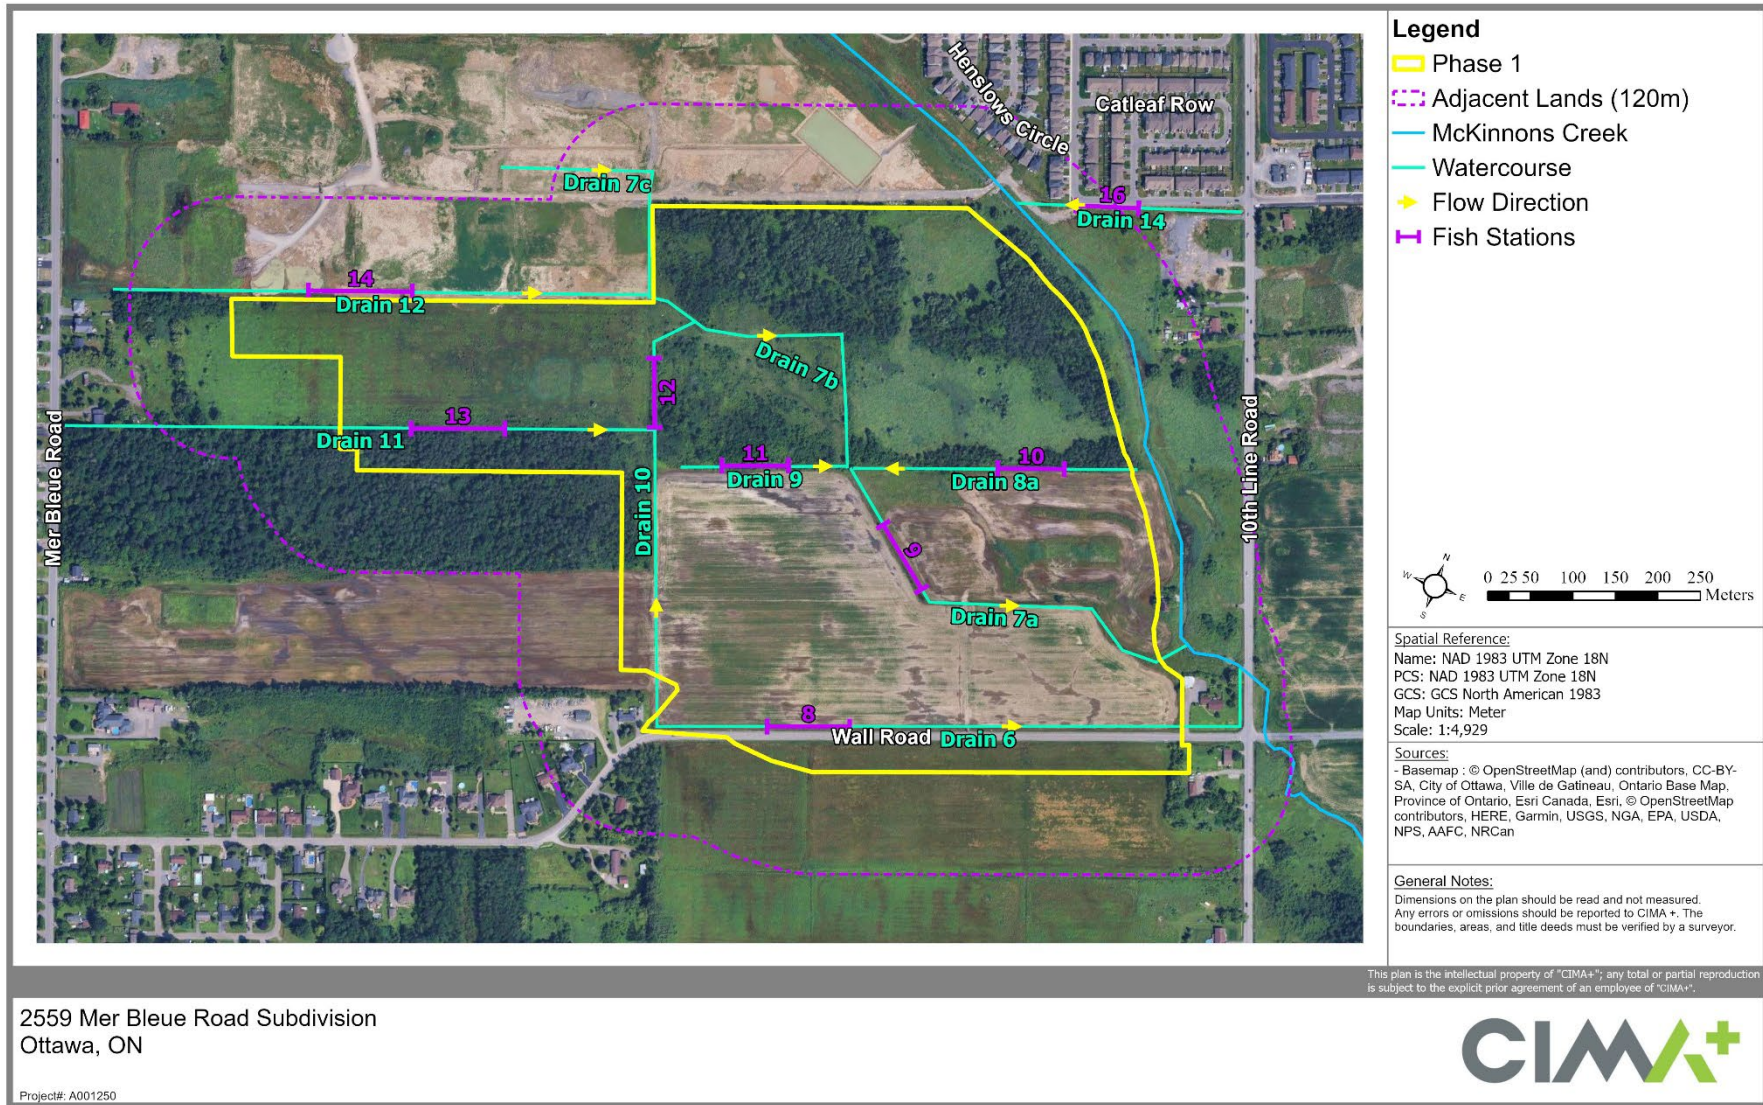 Henslows Circle
Catleaf Row
Drain 7c
16
Drain 14
14
Drain 12
Drain 7b
12
13
Drain 11
Mer Bleue Road
11
Drain 9
10
Drain 8a
10th Line Road
Drain 10
9
Drain 7a
8
Wall Road
Drain 6
Legend
Phase 1
Adjacent Lands (120m)
McKinnons Creek
Watercourse
Flow Direction
Fish Stations
N
W
E
S
0 25 50 100 150 200 250
Meters
Spatial Reference:
Name: NAD 1983 UTM Zone 18N
PCS: NAD 1983 UTM Zone 18N
GCS: GCS North American 1983
Map Units: Meter
Scale: 1:4,929
Sources:
- Basemap : © OpenStreetMap (and) contributors, CC-BY-
SA, City of Ottawa, Ville de Gatineau, Ontario Base Map,
Province of Ontario, Esri Canada, Esri, © OpenStreetMap
contributors, HERE, Garmin, USGS, NGA, EPA, USDA,
NPS, AAFC, NRCan
General Notes:
Dimensions on the plan should be read and not measured.
Any errors or omissions should be reported to CIMA +. The
boundaries, areas, and title deeds must be verified by a surveyor.
This plan is the intellectual property of "CIMA+"; any total or partial reproduction
is subject to the explicit prior agreement of an employee of "CIMA+".
2559 Mer Bleue Road Subdivision
Ottawa, ON
Project#: A001250
CIMA+